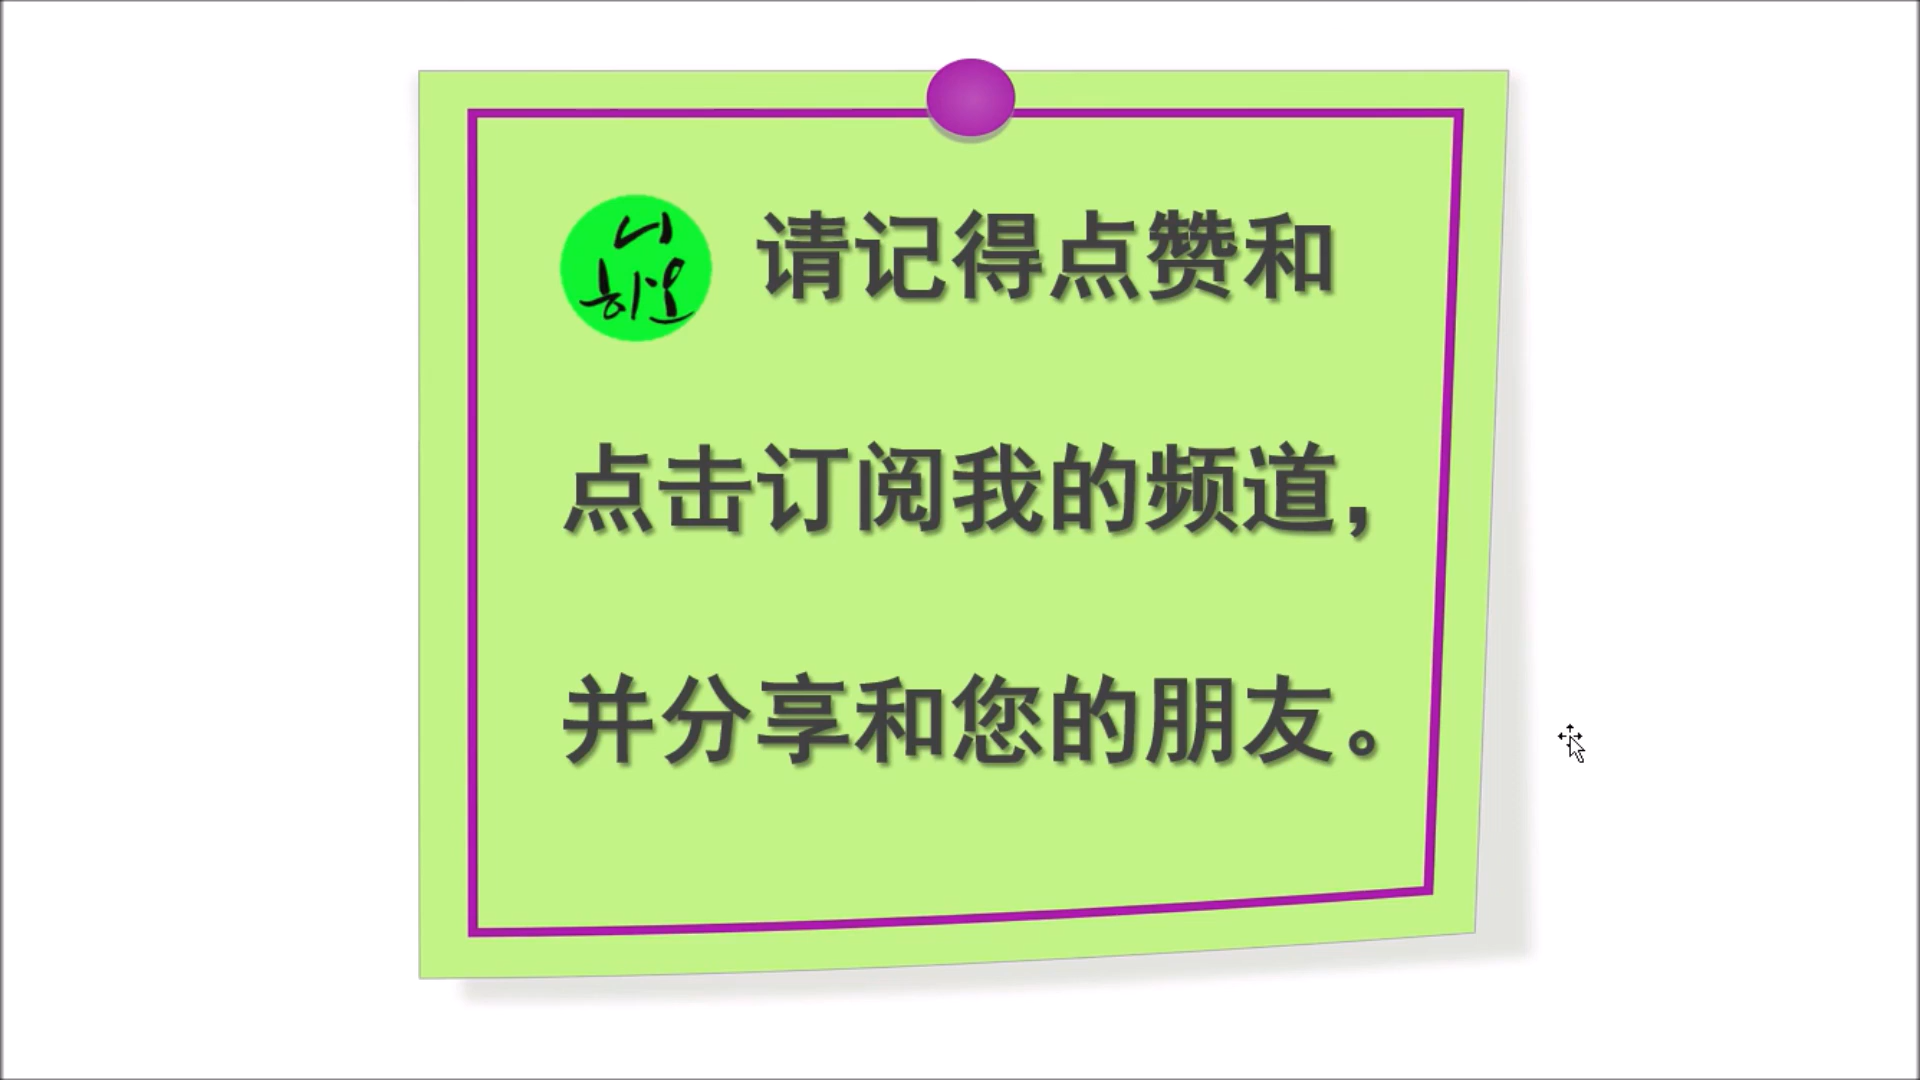 请记得点赞和
点击订阅我的频道，
并分享和您的朋友。